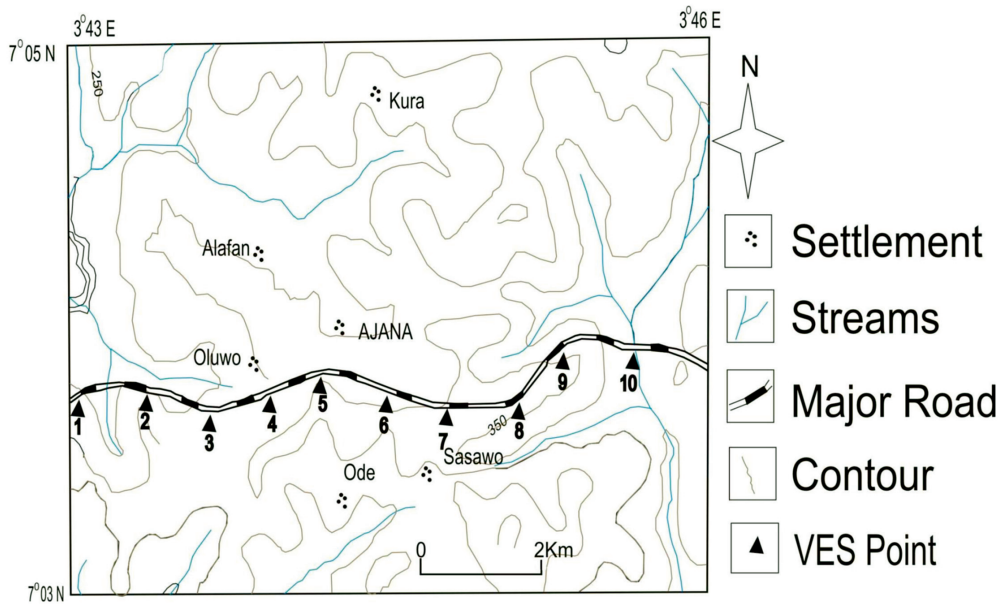 3°43 E
3°46 E
7°05 N
250
N
Kura
Settlement
Alafan
Streams
AJANA
Oluwo
Major Road
1
2
3
4
5
6
7
8
9
10
350
Sasawo
Ode
Contour
0
2Km
VES Point
7°03 N